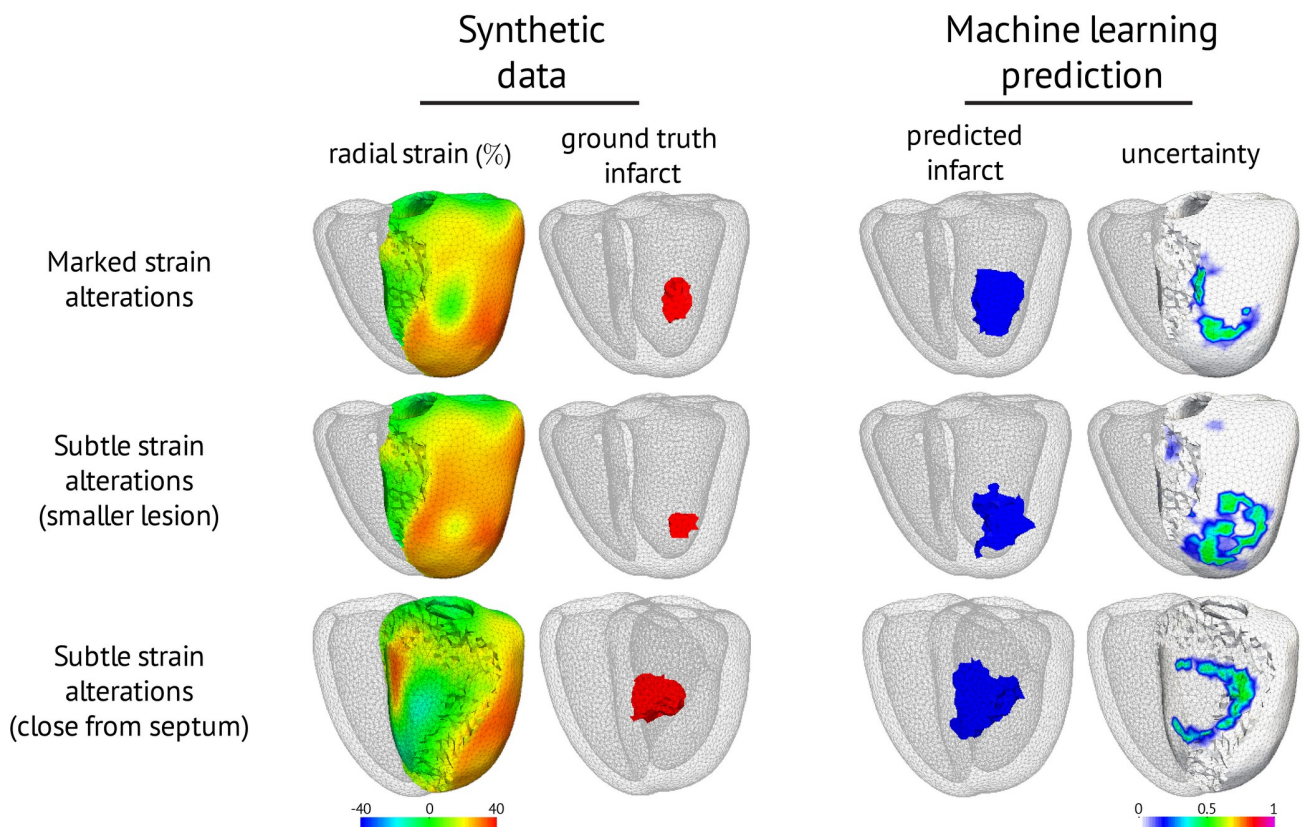 Synthetic
data
Machine learning
prediction
radial strain (%)
ground truth
infarct
predicted
infarct
uncertainty
Marked strain
alterations
Subtle strain
alterations
(smaller lesion)
Subtle strain
alterations
(close from septum)
-40 0 40
0 0.5 1